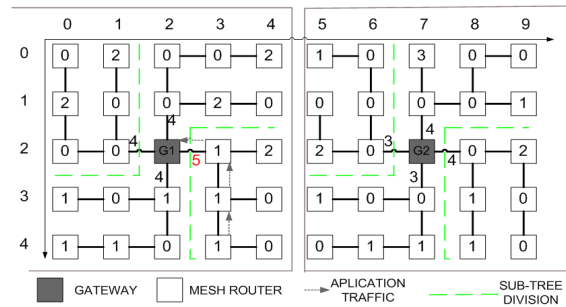 0 1 2 3 4 5 6 7 8 9
0 0 2 0 0 2 1 0 3 0 0
1 2 0 0 2 0 0 0 0 0 1
4 4
4 3
2 0 0 G1 1 2 2 0 G2 0 2
5 4
4 3
3 1 0 1 1 0 0 0 1 1 0
4 1 1 0 1 0 0 1 1 1 0
GATEWAY MESH ROUTER APLICATION TRAFFIC SUB-TREE DIVISION